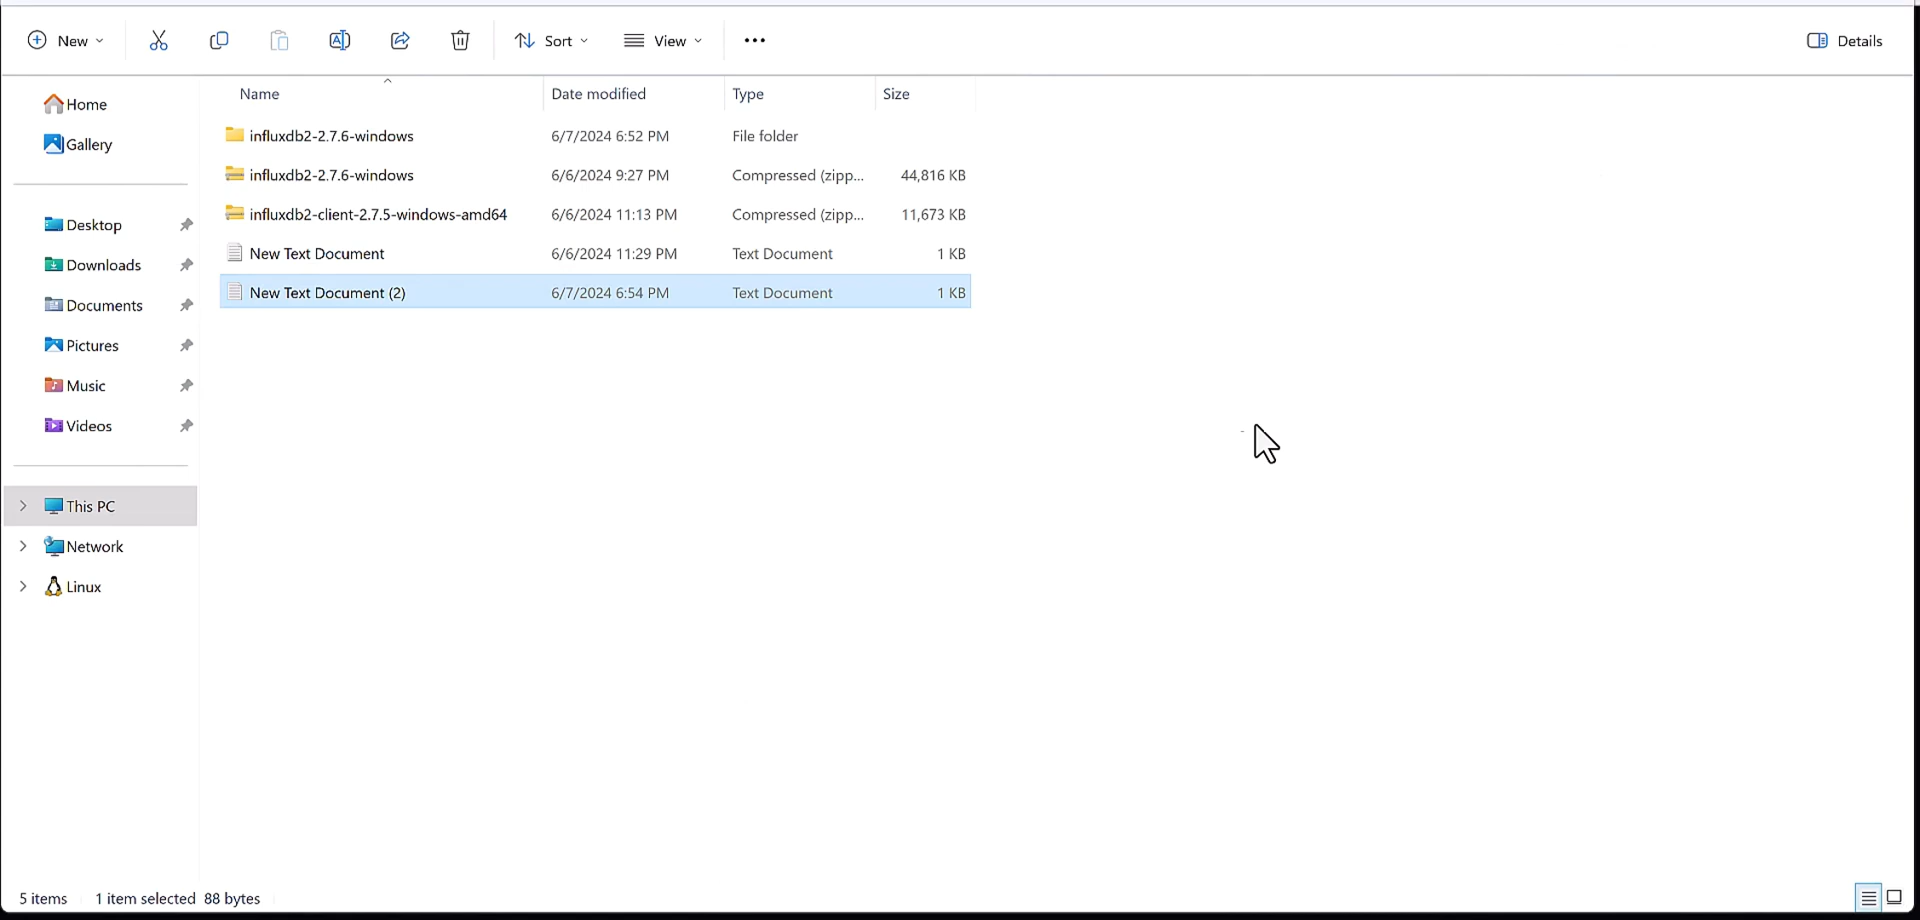 New
Sort
View
Details
Home
Gallery
Desktop
Downloads
Documents
Pictures
Music
Videos
This PC
Network
Linux
Name Date modified Type Size
influxdb2-2.7.6-windows 6/7/2024 6:52 PM File folder
influxdb2-2.7.6-windows 6/6/2024 9:27 PM Compressed (zipp... 44,816 KB
influxdb2-client-2.7.5-windows-amd64 6/6/2024 11:13 PM Compressed (zipp... 11,673 KB
New Text Document 6/6/2024 11:29 PM Text Document 1 KB
New Text Document (2) 6/7/2024 6:54 PM Text Document 1 KB
5 items 1 item selected 88 bytes